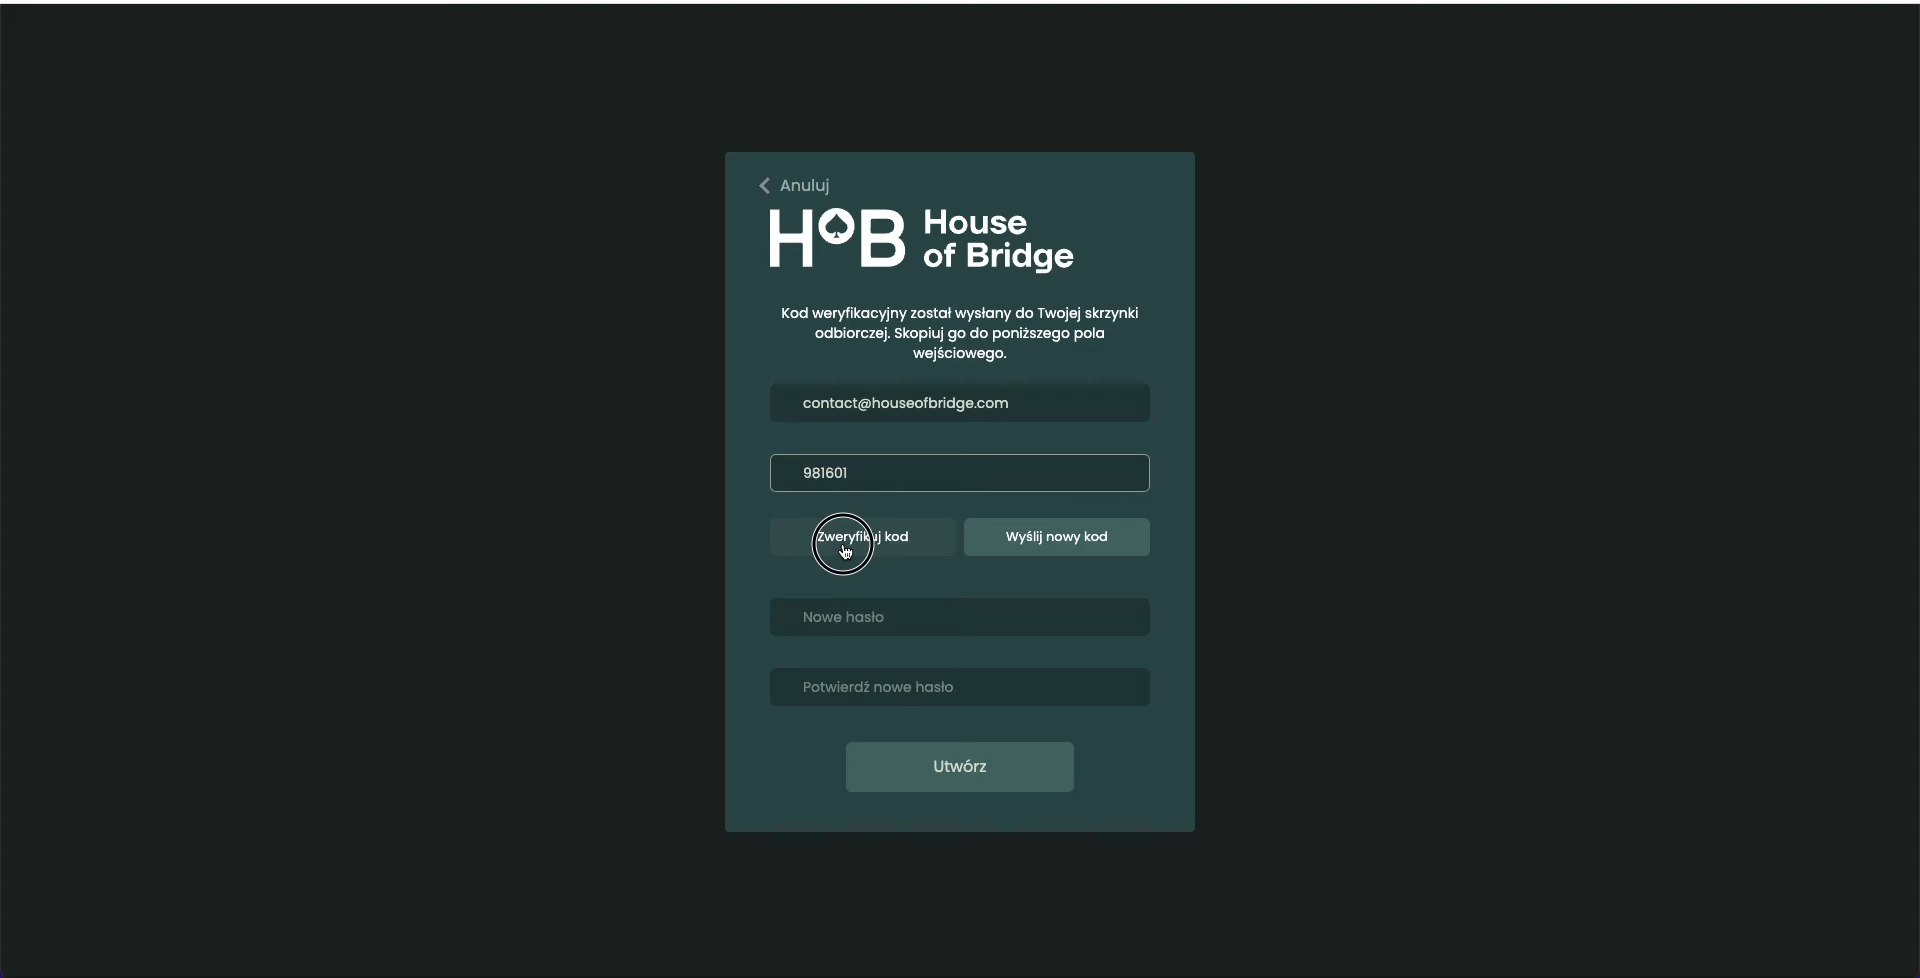 Anuluj
HOB House
of Bridge
Kod weryfikacyjny został wysłany do Twojej skrzynki
odbiorczej. Skopiuj go do poniższego pola
wejściowego.
contact@houseofbridge.com
981601
Zweryfikuj kod
Wyślij nowy kod
Nowe hasło
Potwierdź nowe hasło
Utwórz